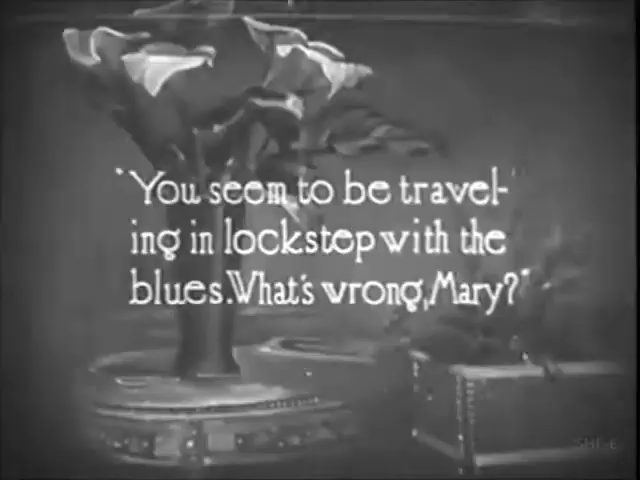 "You seem to be travel-
ing in lockstep with the
blues. What's wrong, Mary?"